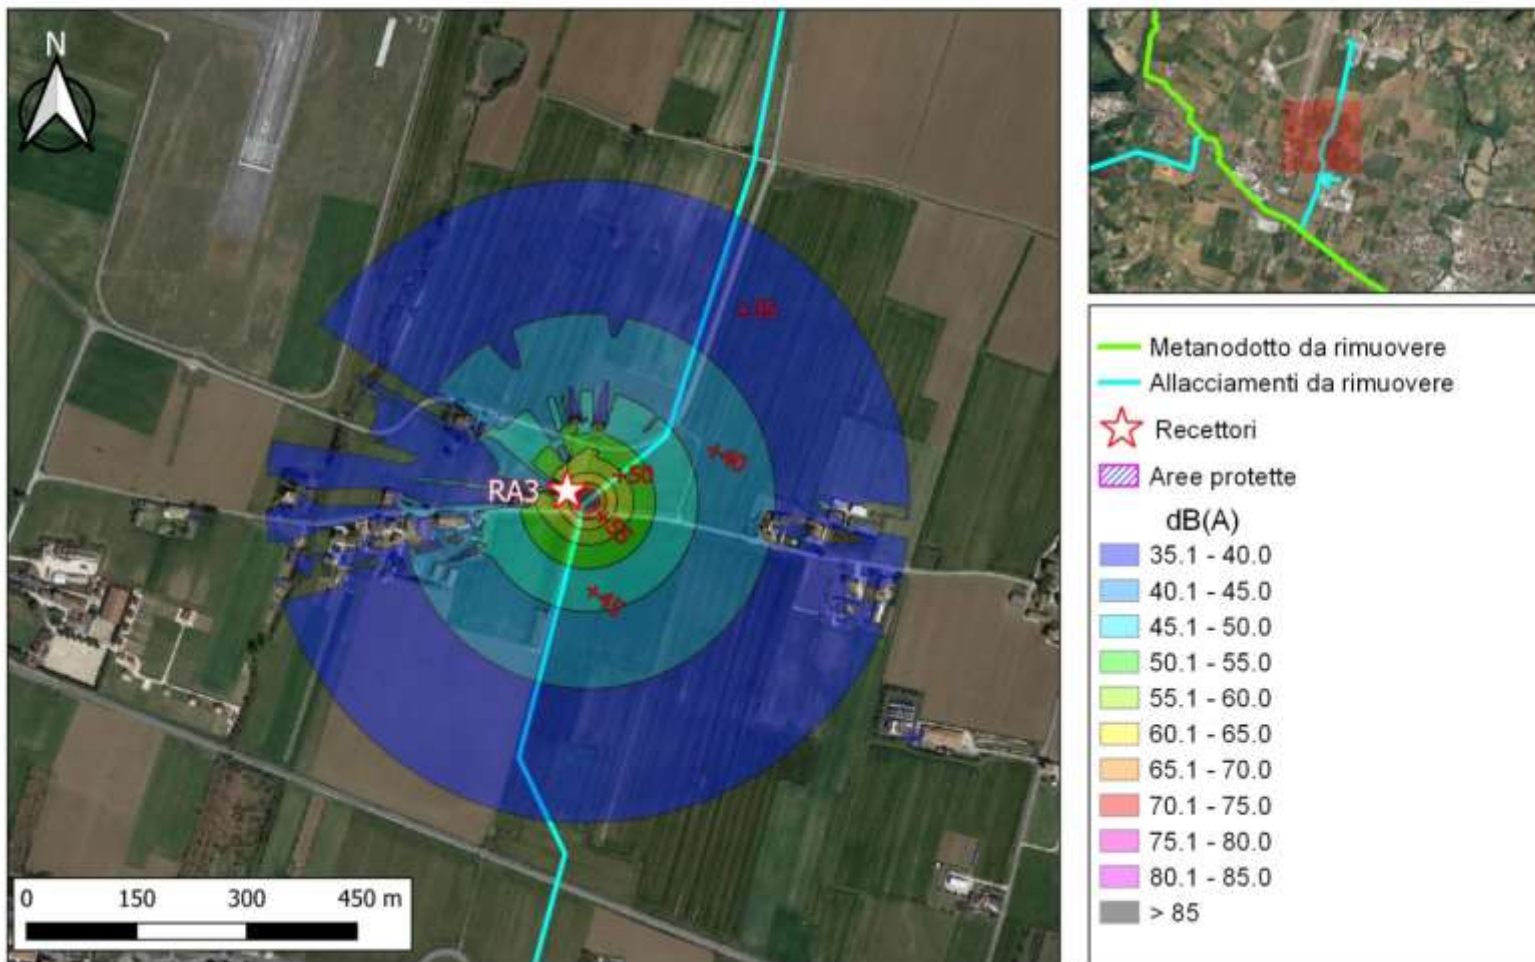 N
+35
+40
+50
RA3
+55
+45
0 150 300 450 m
Metanodotto da rimuovere
Allacciamenti da rimuovere
Recettori
Aree protette
dB(A)
35.1 - 40.0
40.1 - 45.0
45.1 - 50.0
50.1 - 55.0
55.1 - 60.0
60.1 - 65.0
65.1 - 70.0
70.1 - 75.0
75.1 - 80.0
80.1 - 85.0
> 85